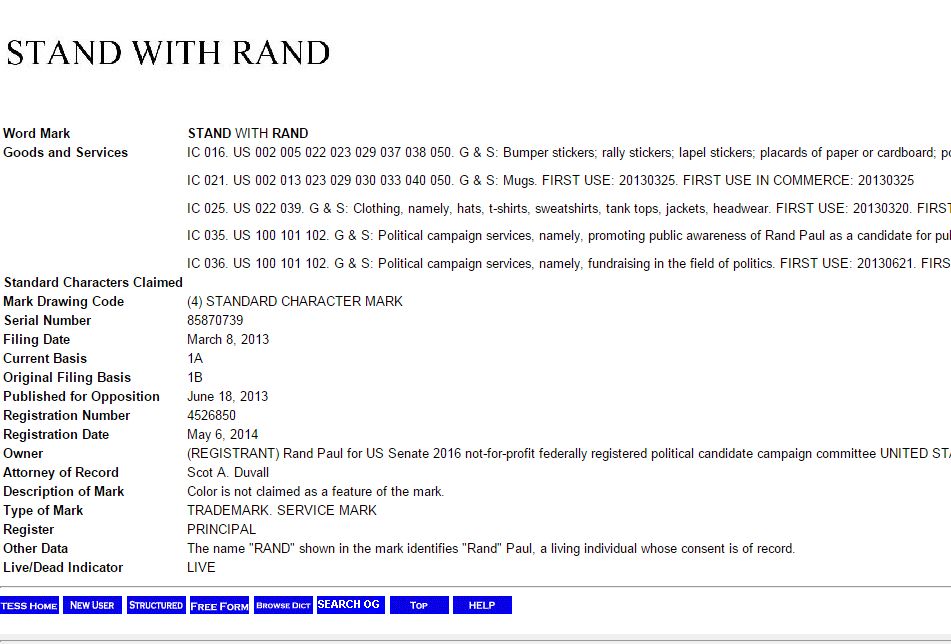 STAND WITH RAND
Word Mark STAND WITH RAND
Goods and Services IC 016. US 002 005 022 023 029 037 038 050. G & S: Bumper stickers; rally stickers; lapel stickers; placards of paper or cardboard;
IC 021. US 002 013 023 029 030 033 040 050. G & S: Mugs. FIRST USE: 20130325. FIRST USE IN COMMERCE: 20130325
IC 025. US 022 039. G & S: Clothing, namely, hats, t-shirts, sweatshirts, tank tops, jackets, headwear. FIRST USE: 20130320. FIRST
IC 035. US 100 101 102. G & S: Political campaign services, namely, promoting public awareness of Rand Paul as a candidate for
IC 036. US 100 101 102. G & S: Political campaign services, namely, fundraising in the field of politics. FIRST USE: 20130621.
Standard Characters Claimed
Mark Drawing Code (4) STANDARD CHARACTER MARK
Serial Number 85870739
Filing Date March 8, 2013
Current Basis 1A
Original Filing Basis 1B
Published for Opposition June 18, 2013
Registration Number 4526850
Registration Date May 6, 2014
Owner (REGISTRANT) Rand Paul for US Senate 2016 not-for-profit federally registered political candidate campaign committee UNITED
Attorney of Record Scot A. Duvall
Description of Mark Color is not claimed as a feature of the mark.
Type of Mark TRADEMARK. SERVICE MARK
Register PRINCIPAL
Other Data The name "RAND" shown in the mark identifies "Rand" Paul, a living individual whose consent is of record.
Live/Dead Indicator LIVE
TESS HOME NEW USER STRUCTURED FREE FORM BROWSE DICT SEARCH OG TOP HELP